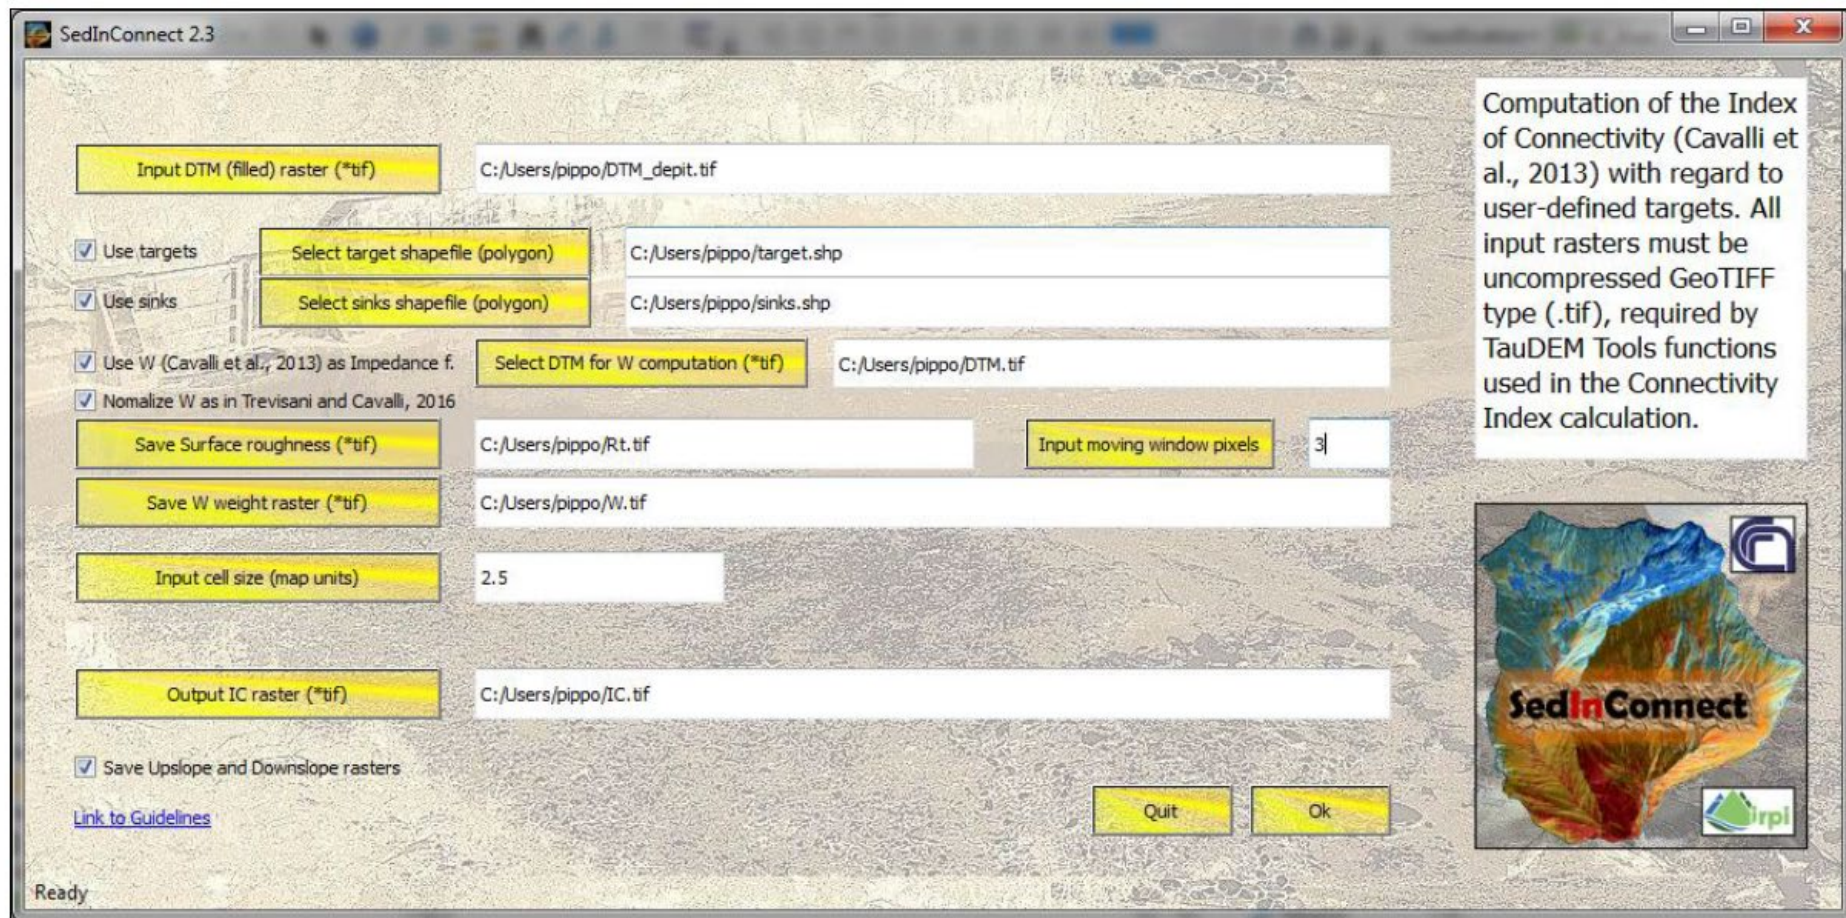 SedInConnect 2.3
Input DTM (filled) raster (*tif)
C:/Users/pippo/DTM_depit.tif
Use targets
Select target shapefile (polygon)
C:/Users/pippo/target.shp
Use sinks
Select sinks shapefile (polygon)
C:/Users/pippo/sinks.shp
Use W (Cavalli et al., 2013) as Impedance f.
Select DTM for W computation (*tif)
C:/Users/pippo/DTM.tif
Nomalize W as in Trevisani and Cavalli, 2016
Save Surface roughness (*tif)
C:/Users/pippo/Rt.tif
Input moving window pixels
3
Save W weight raster (*tif)
C:/Users/pippo/W.tif
Input cell size (map units)
2.5
Output IC raster (*tif)
C:/Users/pippo/IC.tif
Save Upslope and Downslope rasters
Link to Guidelines
Quit
Ok
Ready
Computation of the Index
of Connectivity (Cavalli et
al., 2013) with regard to
user-defined targets. All
input rasters must be
uncompressed GeoTIFF
type (.tif), required by
TauDEM Tools functions
used in the Connectivity
Index calculation.
SedInConnect
irpi